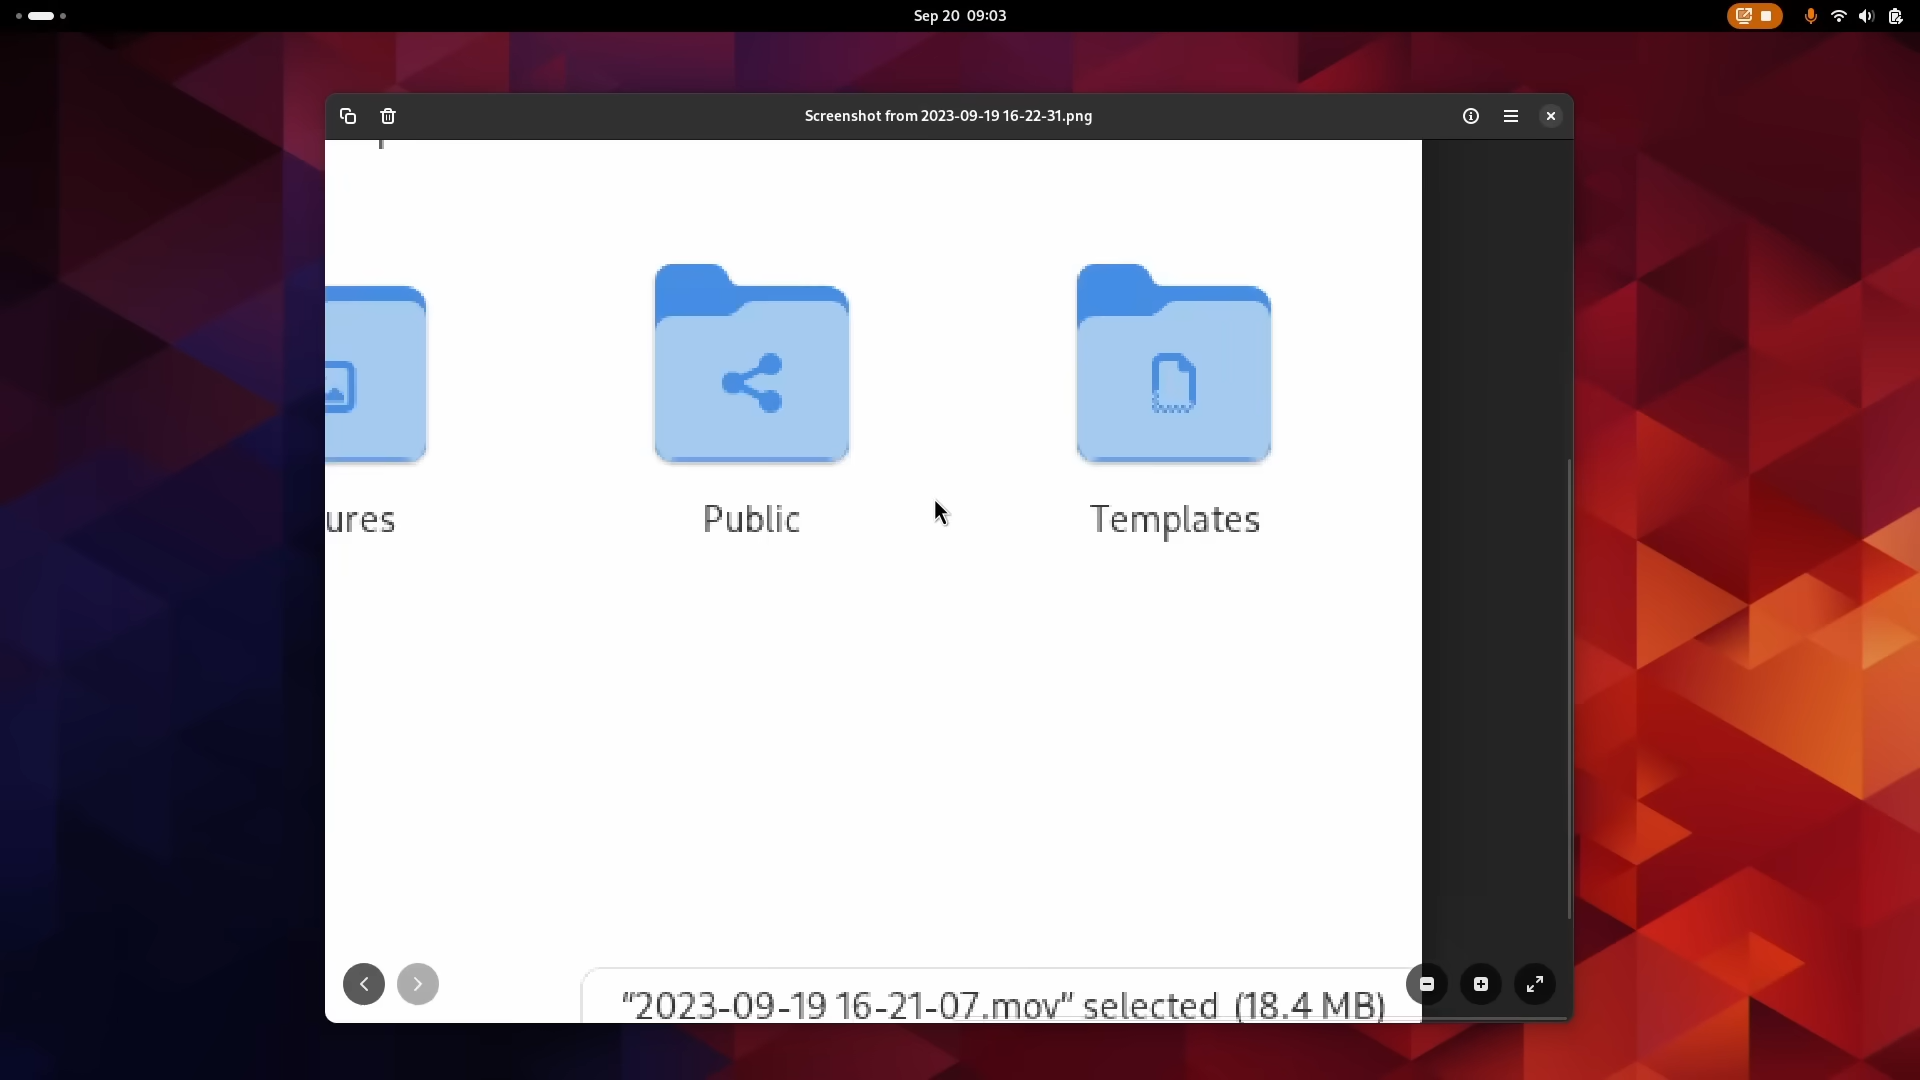 Sep 20 09:03
Screenshot from 2023-09-19 16-22-31.png
ures
Public
Templates
“2023-09-19 16-21-07.mov” selected (18.4 MB)